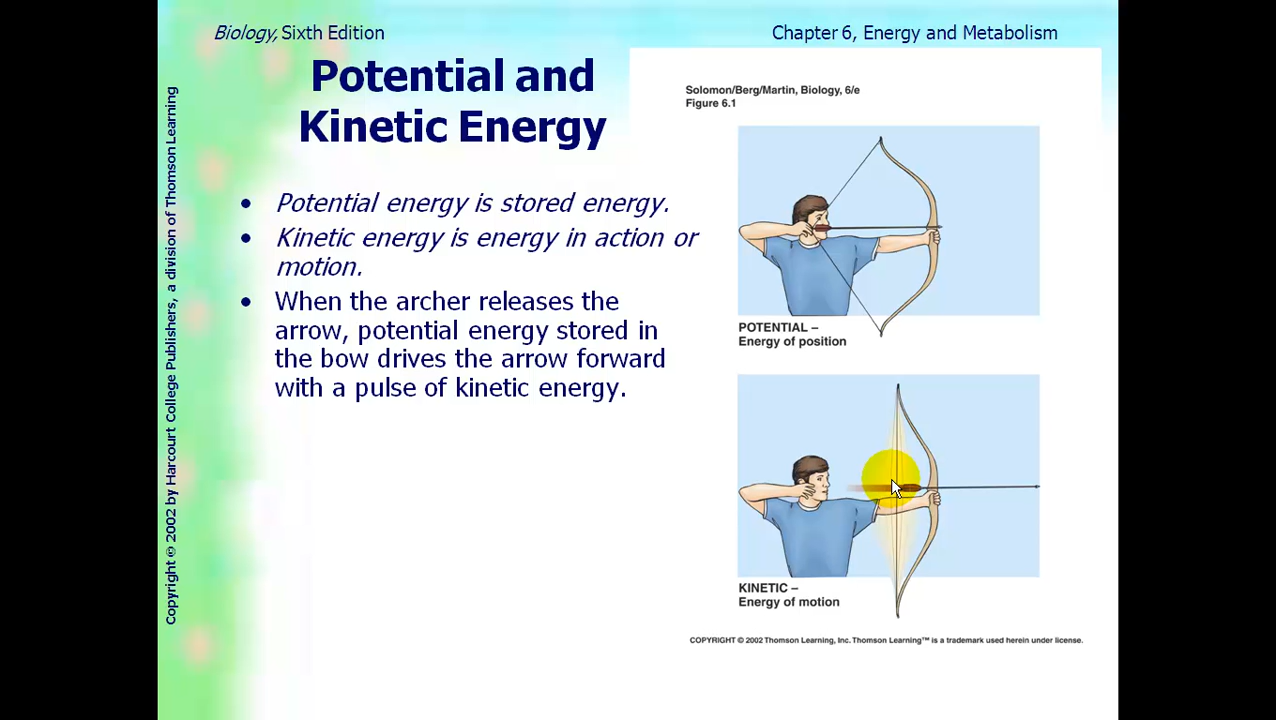 Biology, Sixth Edition
Chapter 6, Energy and Metabolism
Potential and
Kinetic Energy
• Potential energy is stored energy.
• Kinetic energy is energy in action or
motion.
• When the archer releases the
arrow, potential energy stored in
the bow drives the arrow forward
with a pulse of kinetic energy.
Solomon/Berg/Martin, Biology, 6/e
Figure 6.1
POTENTIAL –
Energy of position
KINETIC –
Energy of motion
COPYRIGHT © 2002 Thomson Learning, Inc. Thomson Learning™ is a trademark used herein under license.
Copyright © 2002 by Harcourt College Publishers, a division of Thomson Learning